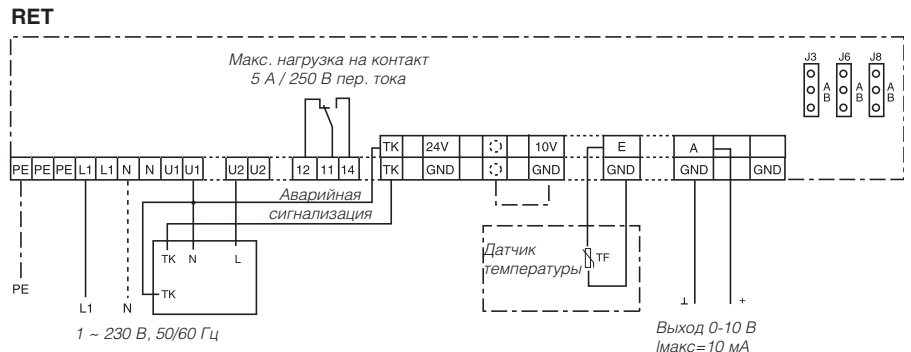 RET
Макс. нагрузка на контакт
5 А / 250 В пер. тока
J3 J6 J8
A B A B A B
TK 24V 10V E A
PE PE PE L1 L1 N N U1 U1 U2 U2 12 11 14 TK GND GND GND GND GND
Аварийная
сигнализация
TK N L
TK
Датчик
температуры
TF
PE
L1 N
⊥ +
1 ~ 230 В, 50/60 Гц
Выход 0-10 В
Iмакс=10 мА